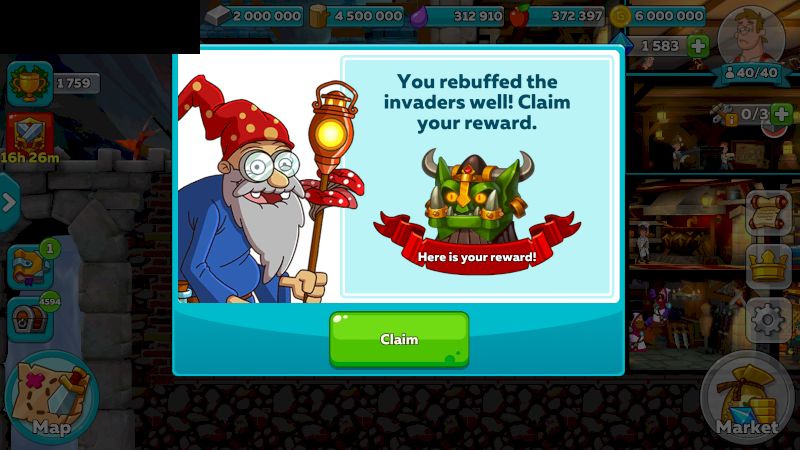 2 000 000
4 500 000
312 910
372 397
6 000 000
1 583
40/40
1 759
0/3
16h 26m
You rebuffed the
invaders well! Claim
your reward.
1
Here is your reward!
4594
Claim
Map
Market